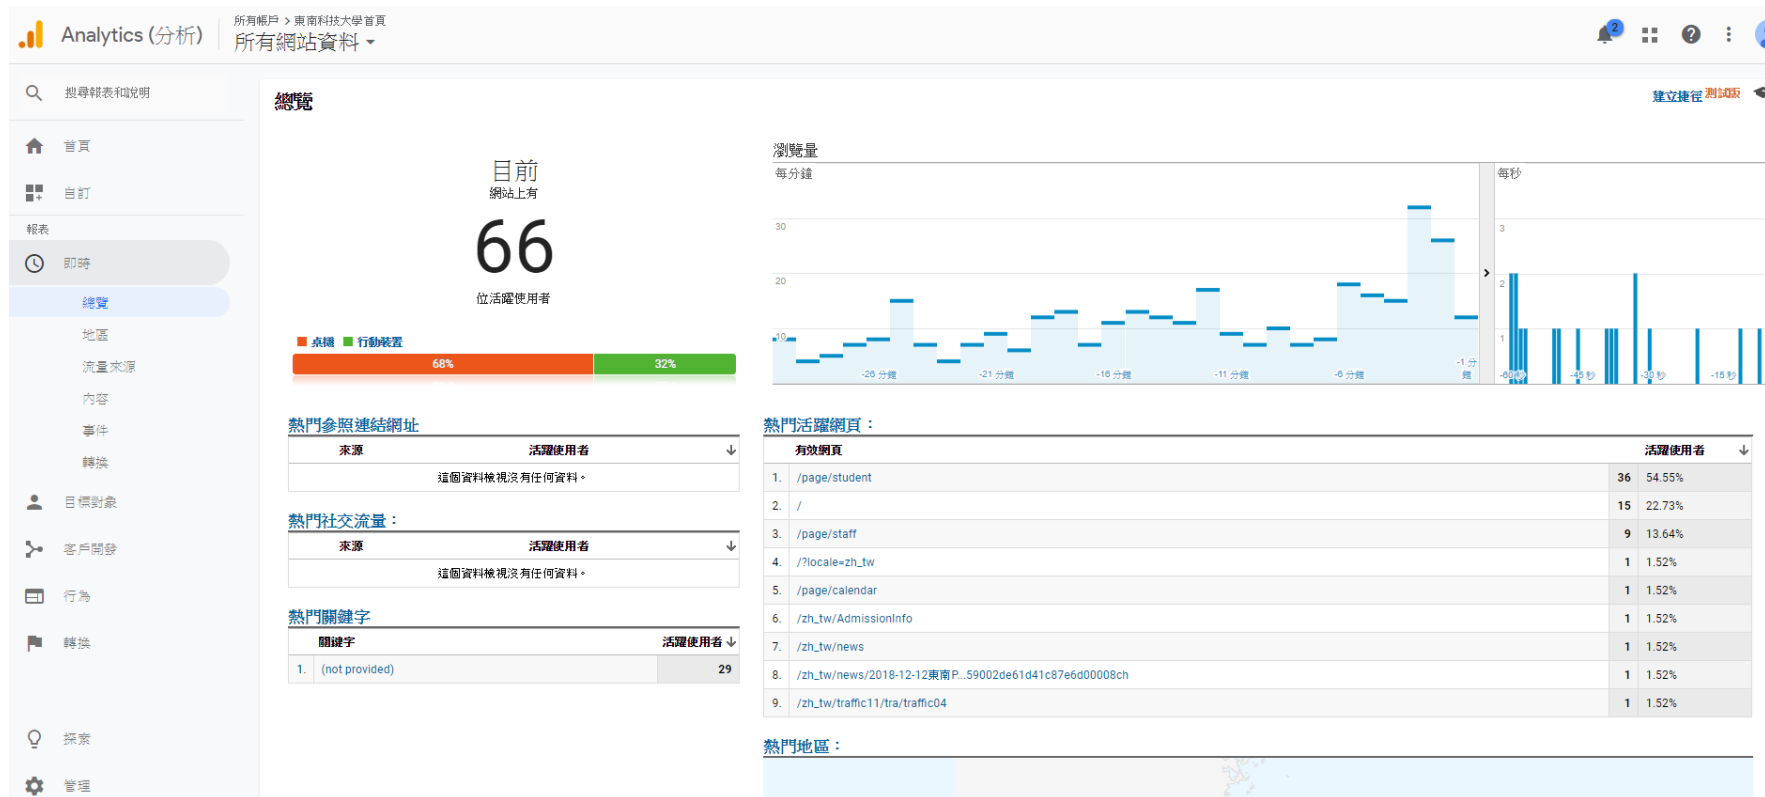 Analytics (分析)
所有帳戶 > 東南科技大學首頁
所有網站資料
2
搜尋報表和說明
首頁
自訂
報表
即時
總覽
地區
流量來源
內容
事件
轉換
目標對象
客戶開發
行為
轉換
探索
管理
總覽
建立捷徑 測試版
目前
網站上有
66
位活躍使用者
桌機 行動裝置
68% 32%
瀏覽量
每分鐘
30
20
10
-26 分鐘 -21 分鐘 -16 分鐘 -11 分鐘 -6 分鐘 -1 分鐘
每秒
3
2
1
-60 秒 -45 秒 -30 秒 -15 秒
熱門參照連結網址
來源 活躍使用者
這個資料檢視沒有任何資料。
熱門社交流量：
來源 活躍使用者
這個資料檢視沒有任何資料。
熱門關鍵字
關鍵字 活躍使用者
1. (not provided) 29
熱門活躍網頁：
有效網頁 活躍使用者
1. /page/student 36 54.55%
2. / 15 22.73%
3. /page/staff 9 13.64%
4. /?locale=zh_tw 1 1.52%
5. /page/calendar 1 1.52%
6. /zh_tw/AdmissionInfo 1 1.52%
7. /zh_tw/news 1 1.52%
8. /zh_tw/news/2018-12-12東南P...59002de61d41c87e6d00008ch 1 1.52%
9. /zh_tw/traffic11/tra/traffic04 1 1.52%
熱門地區：